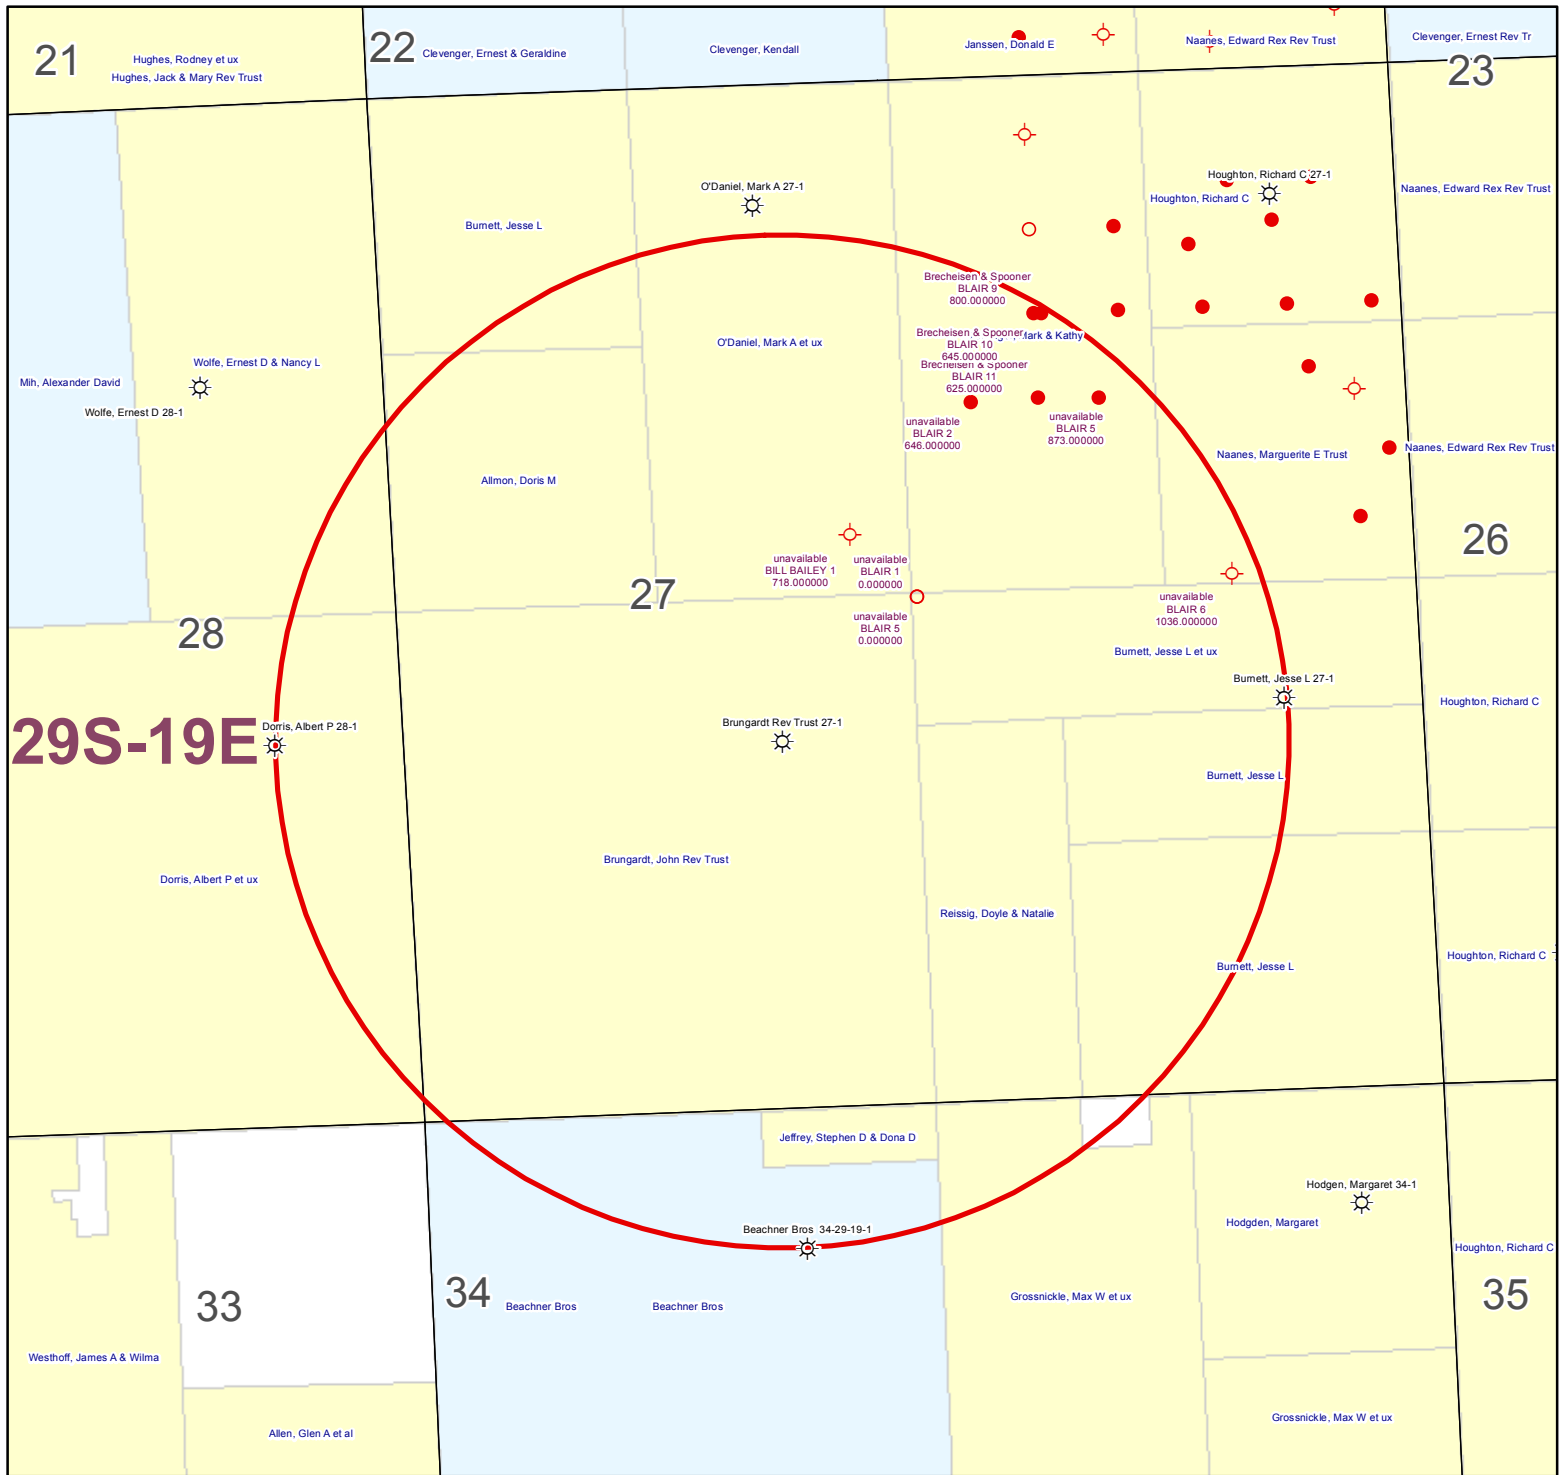 21
Hughes, Rodney et ux
Hughes, Jack & Mary Rev Trust
22
Clevenger, Ernest & Geraldine
Clevenger, Kendall
Janssen, Donald E
Naanes, Edward Rex Rev Trust
Clevenger, Ernest Rev Tr
23
O'Daniel, Mark A 27-1
Houghton, Richard C 27-1
Houghton, Richard C
Naanes, Edward Rex Rev Trust
Burnett, Jesse L
Brecheisen & Spooner
BLAIR 9
800.000000
Brecheisen & Spooner
BLAIR 10
645.000000
Mark & Kathy
Brecheisen & Spooner
BLAIR 11
625.000000
O'Daniel, Mark A et ux
Wolfe, Ernest D & Nancy L
Mih, Alexander David
Wolfe, Ernest D 28-1
unavailable
BLAIR 2
646.000000
unavailable
BLAIR 5
873.000000
Naanes, Marguerite E Trust
Naanes, Edward Rex Rev Trust
Allmon, Doris M
26
unavailable
BILL BAILEY 1
718.000000
unavailable
BLAIR 1
0.000000
27
unavailable
BLAIR 5
0.000000
unavailable
BLAIR 6
1036.000000
28
Burnett, Jesse L et ux
Burnett, Jesse L 27-1
Houghton, Richard C
29S-19E
Dorris, Albert P 28-1
Brungardt Rev Trust 27-1
Burnett, Jesse L
Brungardt, John Rev Trust
Dorris, Albert P et ux
Reissig, Doyle & Natalie
Burnett, Jesse L
Houghton, Richard C
Jeffrey, Stephen D & Dona D
Hodgen, Margaret 34-1
Hodgden, Margaret
Beachner Bros 34-29-19-1
Houghton, Richard C
33
34
35
Beachner Bros
Beachner Bros
Grossnickle, Max W et ux
Westhoff, James A & Wilma
Allen, Glen A et al
Grossnickle, Max W et ux